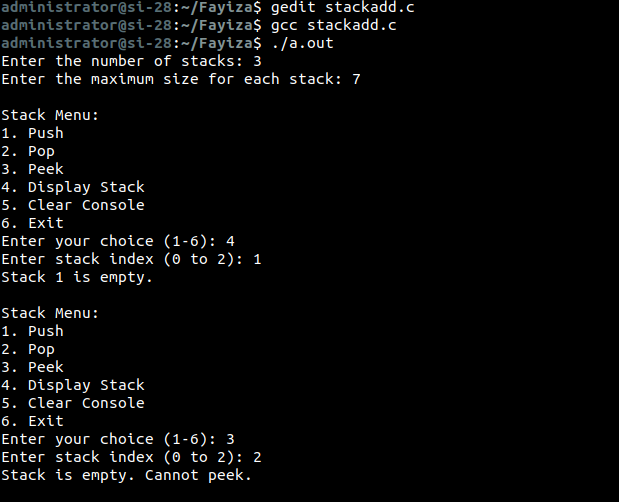 administrator@si-28:~/Fayiza$ gedit stackadd.c
administrator@si-28:~/Fayiza$ gcc stackadd.c
administrator@si-28:~/Fayiza$ ./a.out
Enter the number of stacks: 3
Enter the maximum size for each stack: 7
Stack Menu:
1. Push
2. Pop
3. Peek
4. Display Stack
5. Clear Console
6. Exit
Enter your choice (1-6): 4
Enter stack index (0 to 2): 1
Stack 1 is empty.
Stack Menu:
1. Push
2. Pop
3. Peek
4. Display Stack
5. Clear Console
6. Exit
Enter your choice (1-6): 3
Enter stack index (0 to 2): 2
Stack is empty. Cannot peek.